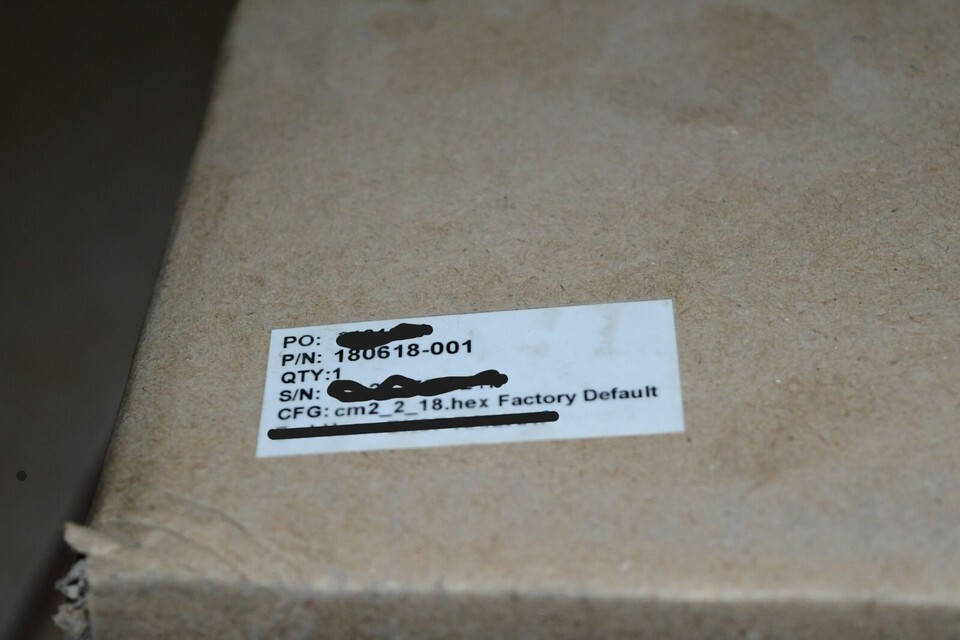 PO:
P/N: 180618-001
QTY:1
S/N:
CFG: cm2_2_18.hex Factory Default